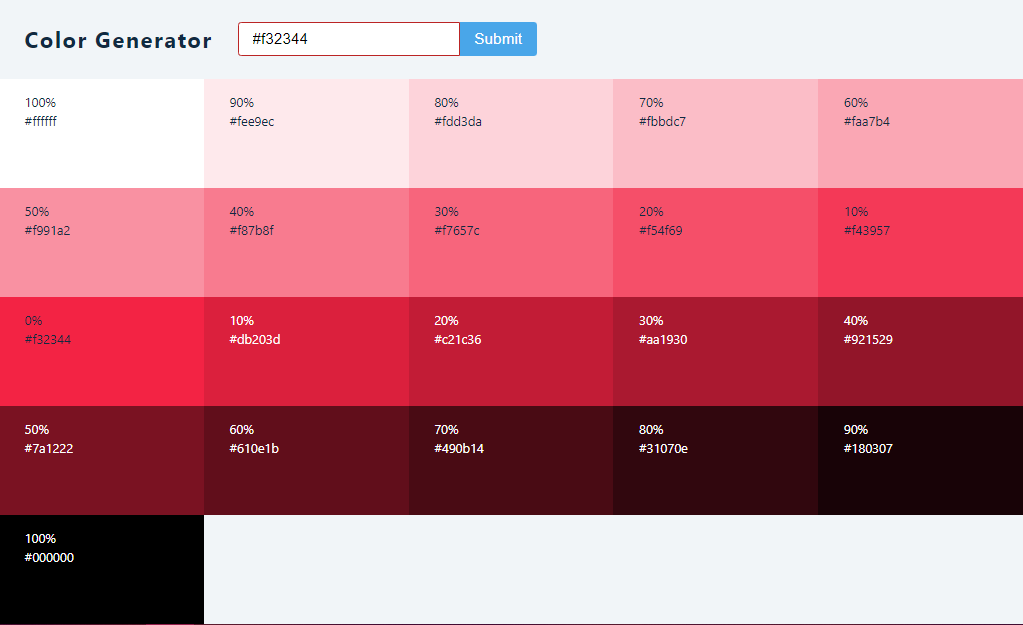 Color Generator
#f32344
Submit
100%
#ffffff
90%
#fee9ec
80%
#fdd3da
70%
#fbbdc7
60%
#faa7b4
50%
#f991a2
40%
#f87b8f
30%
#f7657c
20%
#f54f69
10%
#f43957
0%
#f32344
10%
#db203d
20%
#c21c36
30%
#aa1930
40%
#921529
50%
#7a1222
60%
#610e1b
70%
#490b14
80%
#31070e
90%
#180307
100%
#000000